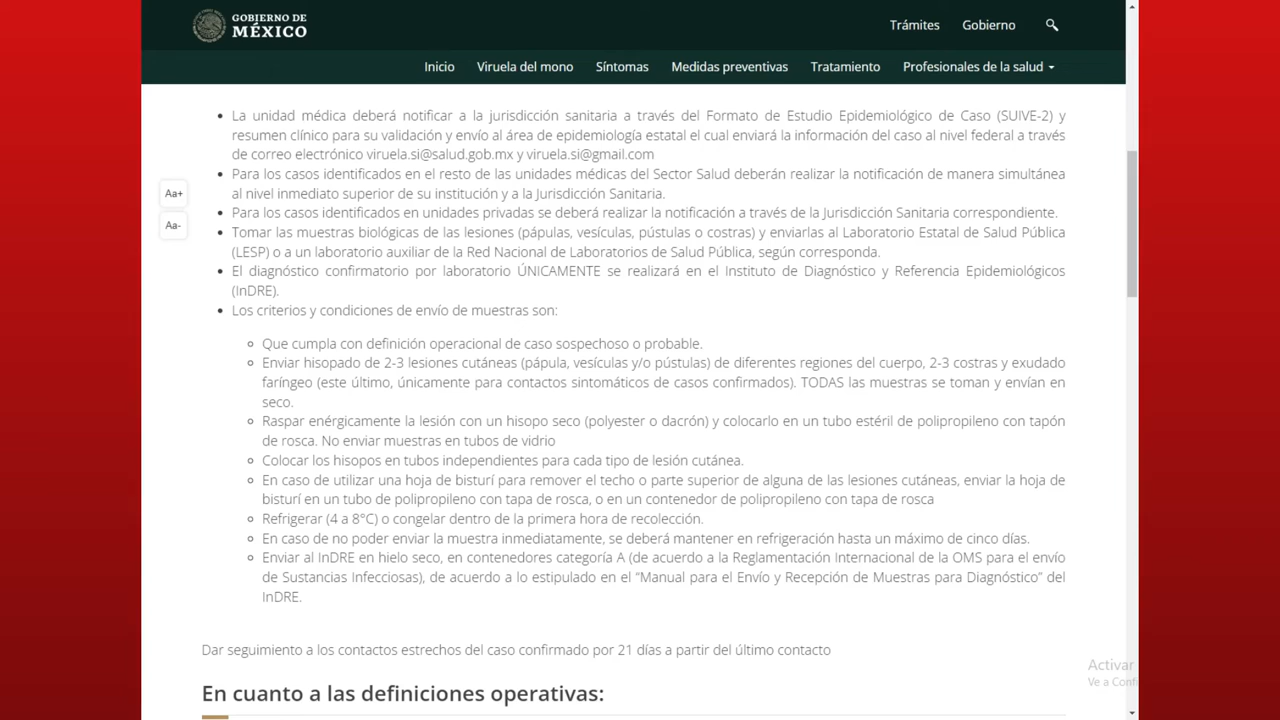 GOBIERNO DE
MÉXICO
Trámites Gobierno
Inicio Viruela del mono Síntomas Medidas preventivas Tratamiento Profesionales de la salud
La unidad médica deberá notificar a la jurisdicción sanitaria a través del Formato de Estudio Epidemiológico de Caso (SUIVE-2) y
resumen clínico para su validación y envío al área de epidemiología estatal el cual enviará la información del caso al nivel federal a través
de correo electrónico viruela.si@salud.gob.mx y viruela.si@gmail.com
Para los casos identificados en el resto de las unidades médicas del Sector Salud deberán realizar la notificación de manera simultánea
al nivel inmediato superior de su institución y a la Jurisdicción Sanitaria.
Para los casos identificados en unidades privadas se deberá realizar la notificación a través de la Jurisdicción Sanitaria correspondiente.
Tomar las muestras biológicas de las lesiones (pápulas, vesículas, pústulas o costras) y enviarlas al Laboratorio Estatal de Salud Pública
(LESP) o a un laboratorio auxiliar de la Red Nacional de Laboratorios de Salud Pública, según corresponda.
El diagnóstico confirmatorio por laboratorio ÚNICAMENTE se realizará en el Instituto de Diagnóstico y Referencia Epidemiológicos
(InDRE).
Los criterios y condiciones de envío de muestras son:
Que cumpla con definición operacional de caso sospechoso o probable.
Enviar hisopado de 2-3 lesiones cutáneas (pápula, vesículas y/o pústulas) de diferentes regiones del cuerpo, 2-3 costras y exudado
faríngeo (este último, únicamente para contactos sintomáticos de casos confirmados). TODAS las muestras se toman y envían en
seco.
Raspar enérgicamente la lesión con un hisopo seco (polyester o dacrón) y colocarlo en un tubo estéril de polipropileno con tapón
de rosca. No enviar muestras en tubos de vidrio
Colocar los hisopos en tubos independientes para cada tipo de lesión cutánea.
En caso de utilizar una hoja de bisturí para remover el techo o parte superior de alguna de las lesiones cutáneas, enviar la hoja de
bisturí en un tubo de polipropileno con tapa de rosca, o en un contenedor de polipropileno con tapa de rosca
Refrigerar (4 a 8°C) o congelar dentro de la primera hora de recolección.
En caso de no poder enviar la muestra inmediatamente, se deberá mantener en refrigeración hasta un máximo de cinco días.
Enviar al InDRE en hielo seco, en contenedores categoría A (de acuerdo a la Reglamentación Internacional de la OMS para el envío
de Sustancias Infecciosas), de acuerdo a lo estipulado en el "Manual para el Envío y Recepción de Muestras para Diagnóstico" del
InDRE.
Aa+
Aa-
Dar seguimiento a los contactos estrechos del caso confirmado por 21 días a partir del último contacto
Activar
Ve a Confi
En cuanto a las definiciones operativas: